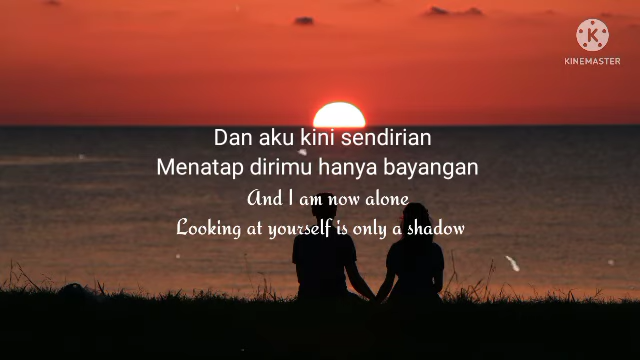 KINEMASTER
Dan aku kini sendirian
Menatap dirimu hanya bayangan
And I am now alone
Looking at yourself is only a shadow